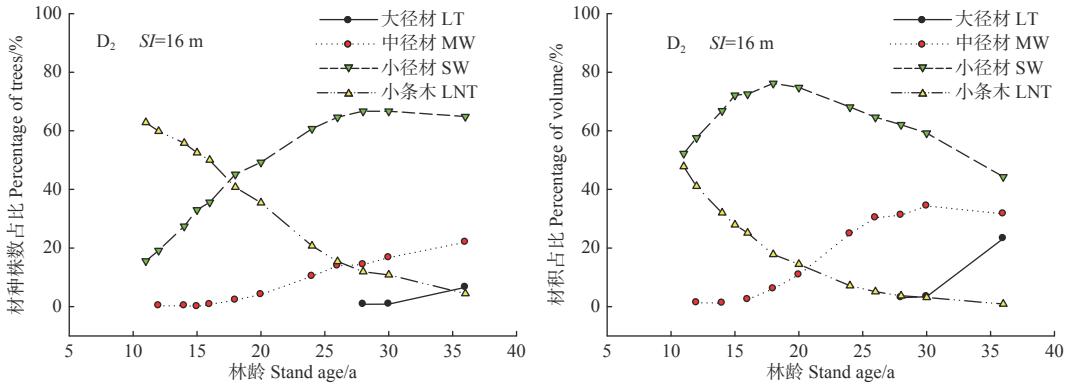 100
80
60
40
20
0
材种株数占比 Percentage of trees/%
D₂ SI=16 m
大径材 LT
中径材 MW
小径材 SW
小条木 LNT
5 10 15 20 25 30 35 40
林龄 Stand age/a
100
80
60
40
20
0
材积占比 Percentage of volume/%
D₂ SI=16 m
大径材 LT
中径材 MW
小径材 SW
小条木 LNT
5 10 15 20 25 30 35 40
林龄 Stand age/a